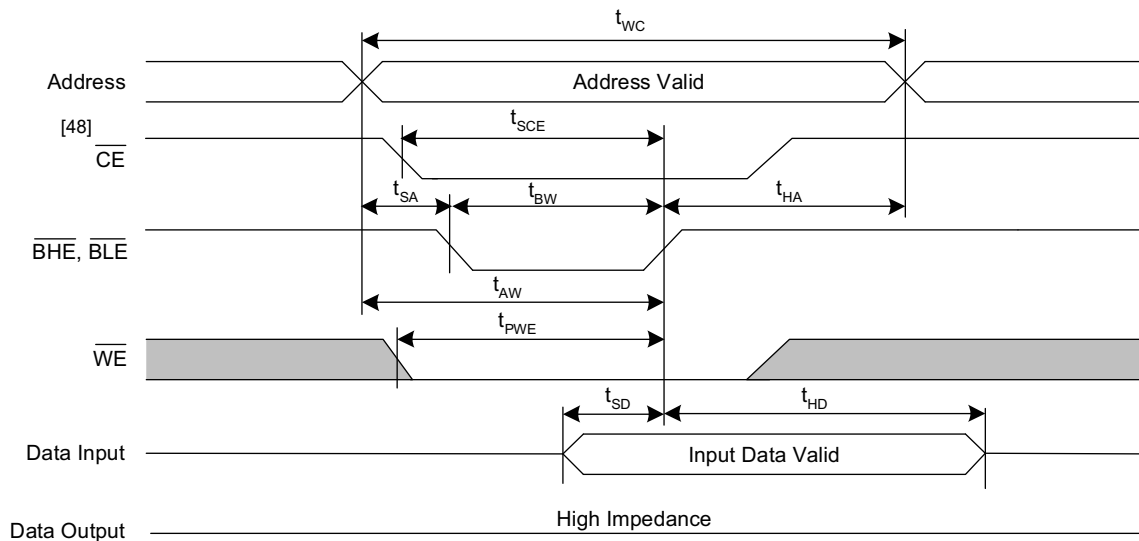 tWC
Address
Address Valid
[48]
CE
tSCE
tSA
tBW
tHA
BHE, BLE
tAW
tPWE
WE
tSD
tHD
Data Input
Input Data Valid
Data Output
High Impedance